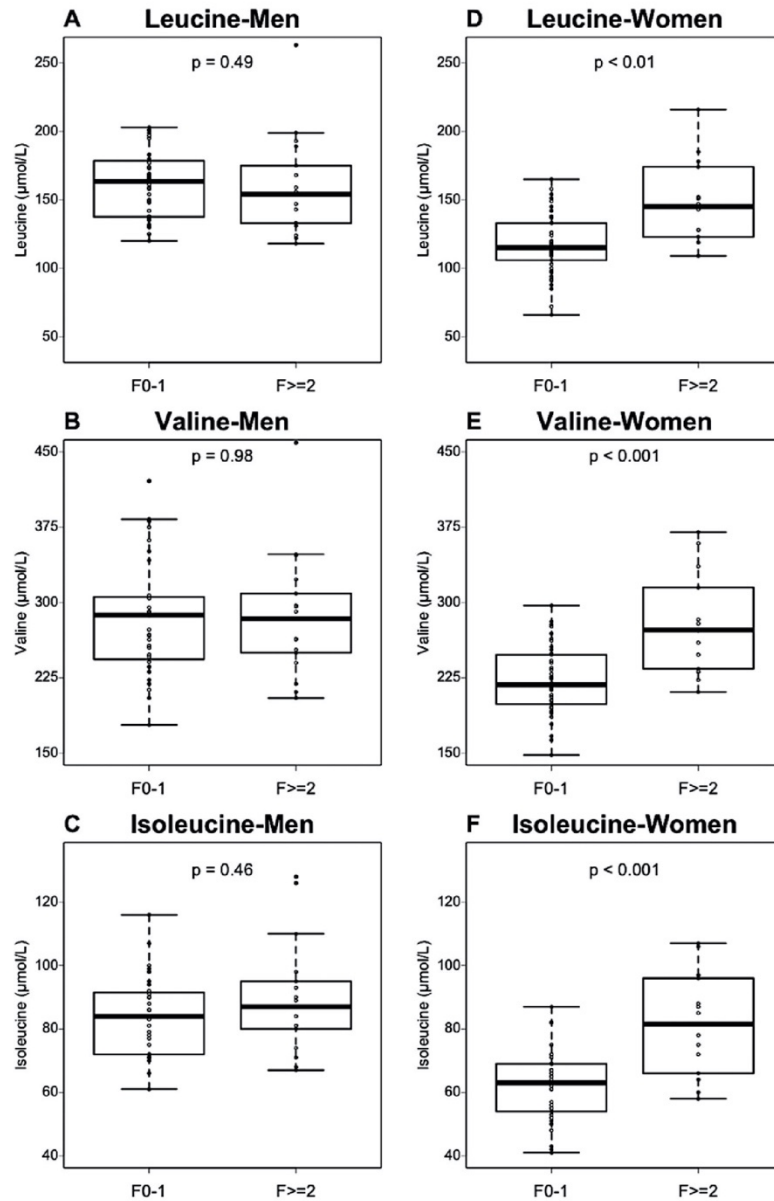 A Leucine-Men
p = 0.49
Leucine (μmol/L)
250
200
150
100
50
F0-1 F>=2
D Leucine-Women
p < 0.01
Leucine (μmol/L)
250
200
150
100
50
F0-1 F>=2
B Valine-Men
p = 0.98
Valine (μmol/L)
450
375
300
225
150
F0-1 F>=2
E Valine-Women
p < 0.001
Valine (μmol/L)
450
375
300
225
150
F0-1 F>=2
C Isoleucine-Men
p = 0.46
Isoleucine (μmol/L)
120
100
80
60
40
F0-1 F>=2
F Isoleucine-Women
p < 0.001
Isoleucine (μmol/L)
120
100
80
60
40
F0-1 F>=2